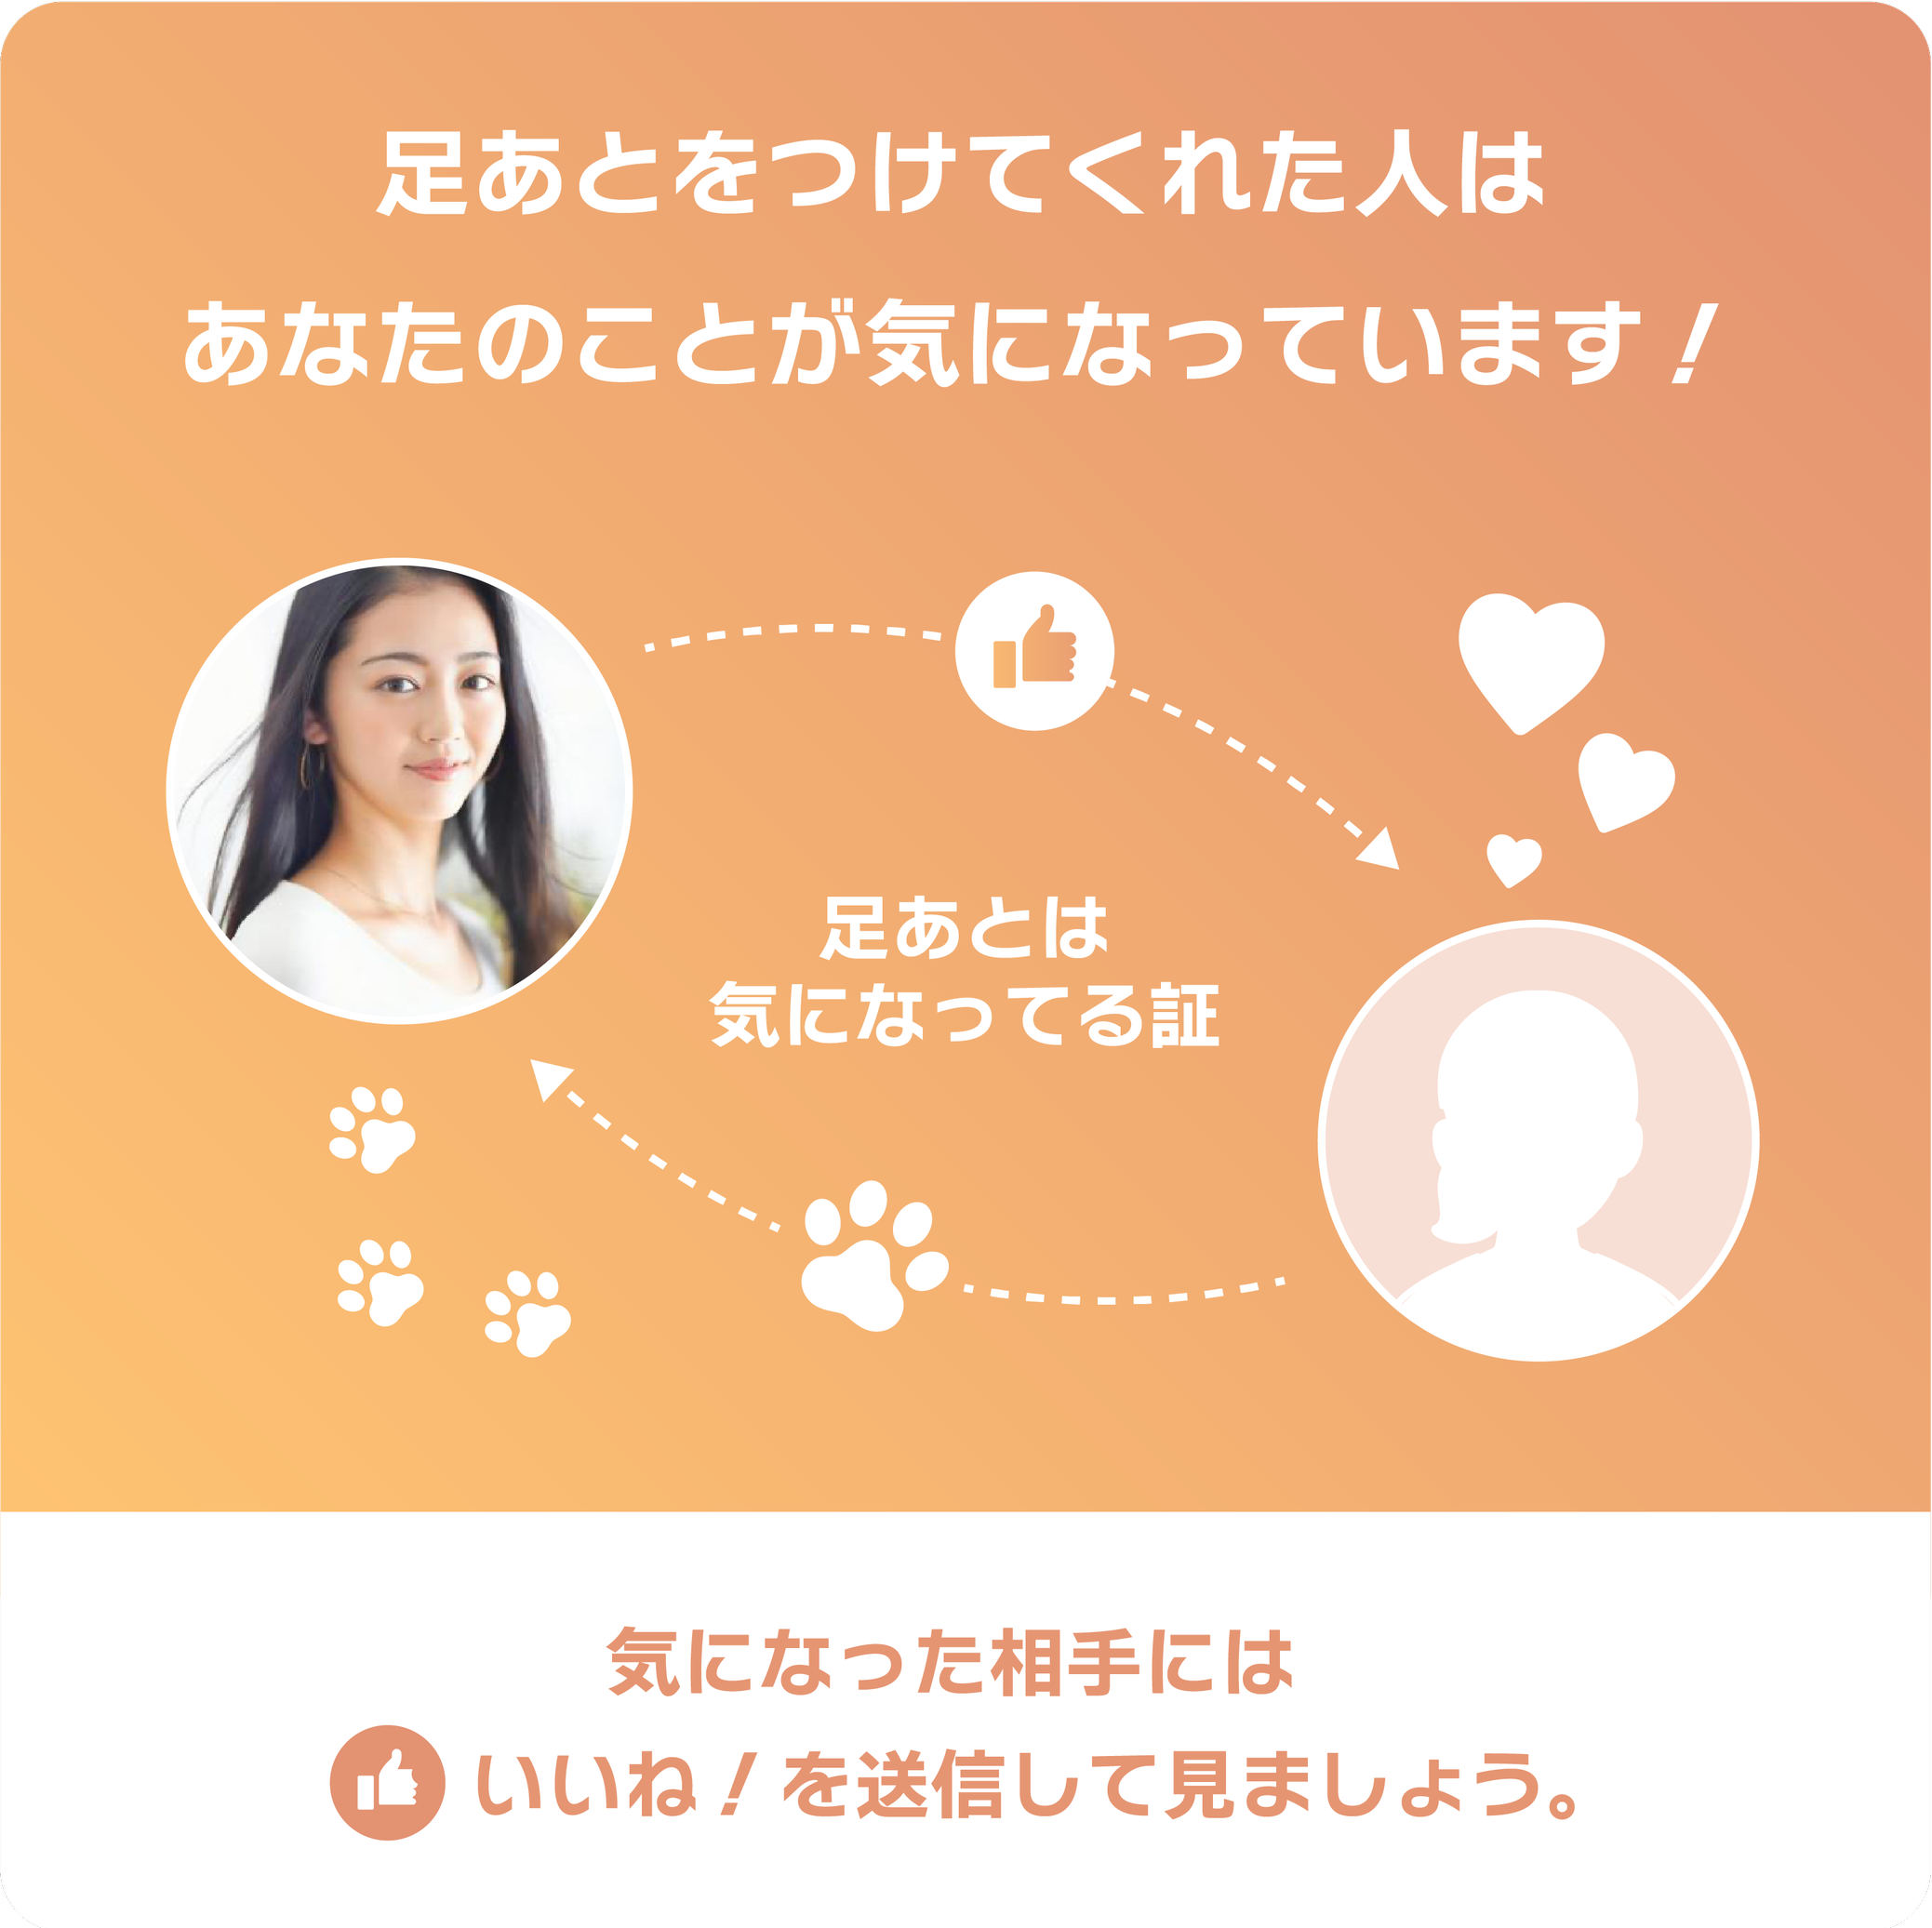 足あとをつけてくれた人は
あなたのことが気になっています！
足あとは
気になってる証
気になった相手には
いいね！を送信して見ましょう。